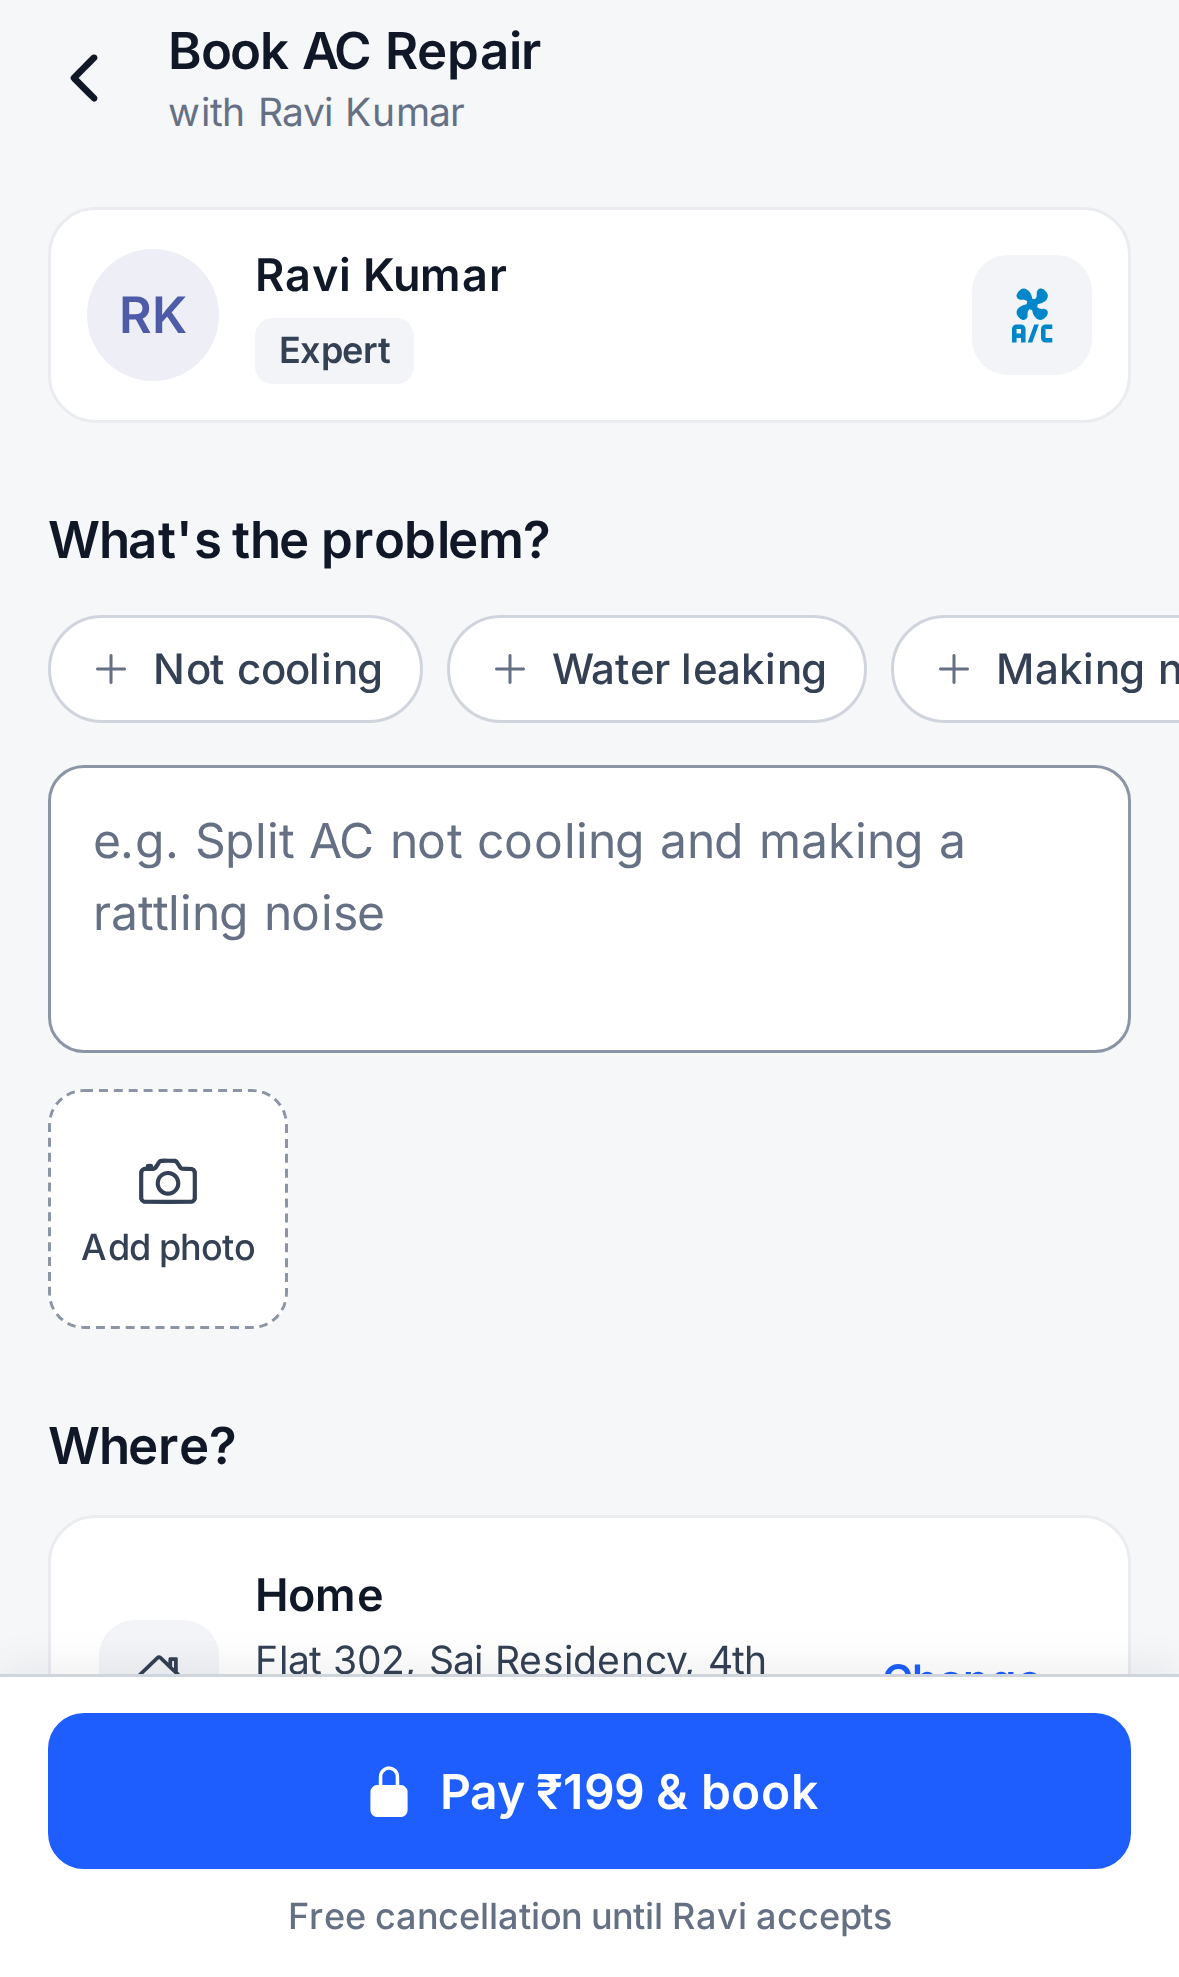 Book AC Repair
with Ravi Kumar
RK
Ravi Kumar
Expert
A/C
What's the problem?
Not cooling
Water leaking
Making n
e.g. Split AC not cooling and making a
rattling noise
Add photo
Where?
Home
Flat 302, Sai Residency, 4th
Change
Pay ₹199 & book
Free cancellation until Ravi accepts